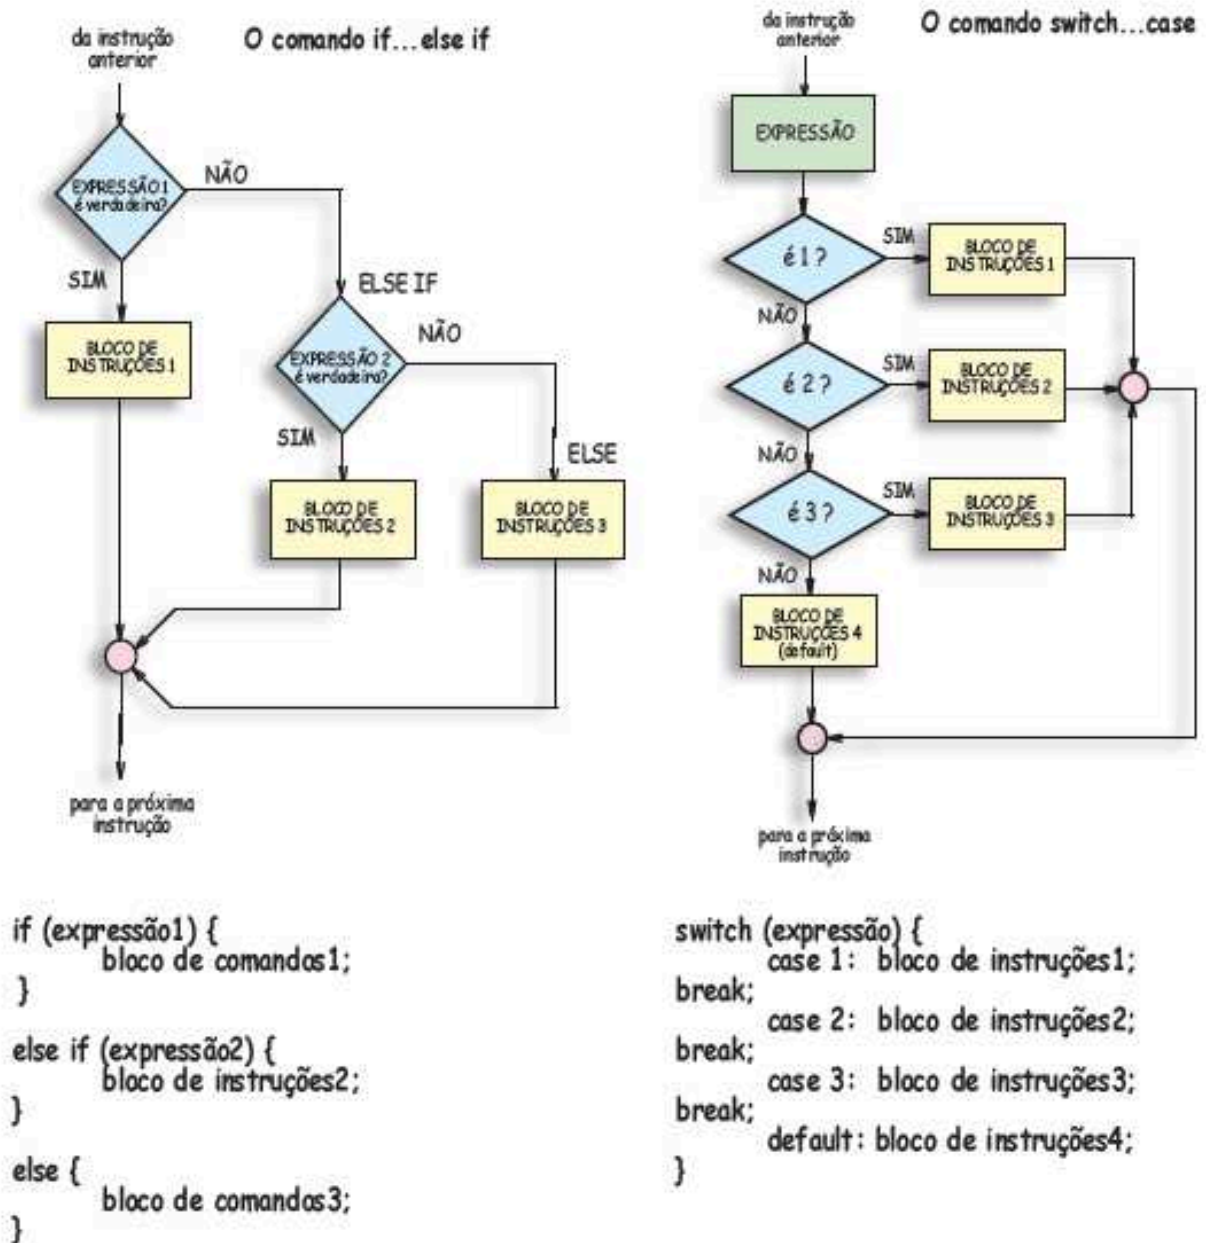 O comando if...else if
da instrução
anterior
EXPRESSÃO 1
é verdadeira?
NÃO
SIM
ELSE IF
BLOCO DE
INSTRUÇÕES 1
EXPRESSÃO 2
é verdadeira?
NÃO
SIM
ELSE
BLOCO DE
INSTRUÇÕES 2
BLOCO DE
INSTRUÇÕES 3
para a próxima
instrução
if (expressão1) {
bloco de comandos1;
}
else if (expressão2) {
bloco de instruções2;
}
else {
bloco de comandos3;
}
O comando switch...case
da instrução
anterior
EXPRESSÃO
é 1 ?
SIM
BLOCO DE
INSTRUÇÕES 1
NÃO
é 2 ?
SIM
BLOCO DE
INSTRUÇÕES 2
NÃO
é 3 ?
SIM
BLOCO DE
INSTRUÇÕES 3
NÃO
BLOCO DE
INSTRUÇÕES 4
(default)
para a próxima
instrução
switch (expressão) {
case 1: bloco de instruções1;
break;
case 2: bloco de instruções2;
break;
case 3: bloco de instruções3;
break;
default: bloco de instruções4;
}